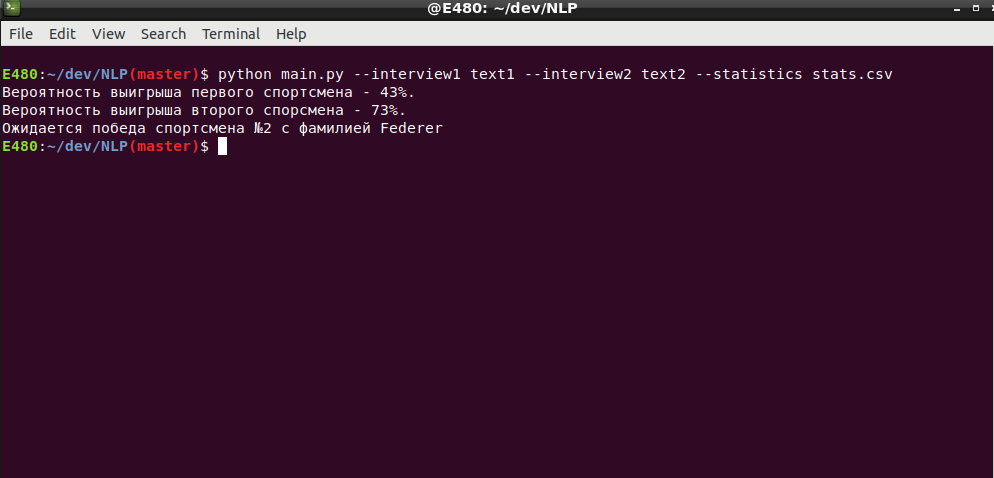 @E480: ~/dev/NLP
File Edit View Search Terminal Help
E480:~/dev/NLP(master)$ python main.py --interview1 text1 --interview2 text2 --statistics stats.csv
Вероятность выигрыша первого спортсмена - 43%.
Вероятность выигрыша второго спорсмена - 73%.
Ожидается победа спортсмена №2 с фамилией Federer
E480:~/dev/NLP(master)$